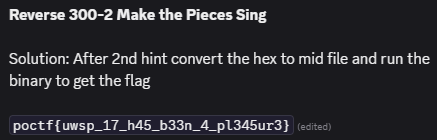 Reverse 300-2 Make the Pieces Sing
Solution: After 2nd hint convert the hex to mid file and run the
binary to get the flag
poctf{uwsp_17_h45_b33n_4_pl345ur3} (edited)